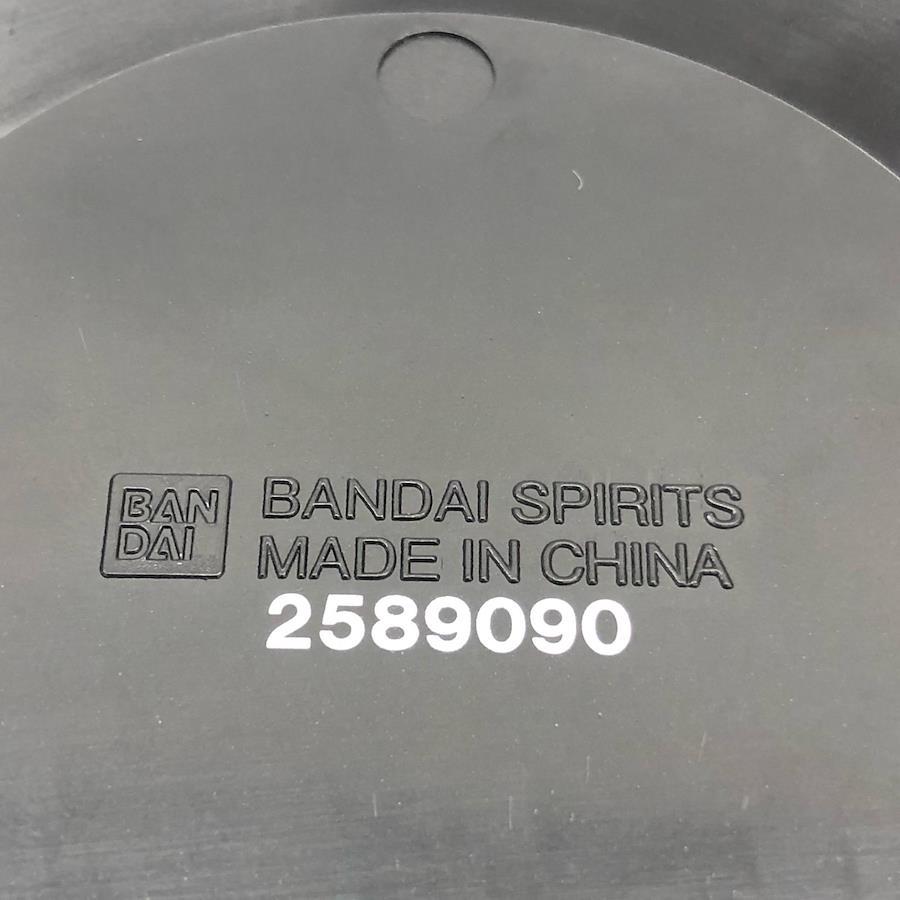 BAN
DAI
BANDAI SPIRITS
MADE IN CHINA
2589090